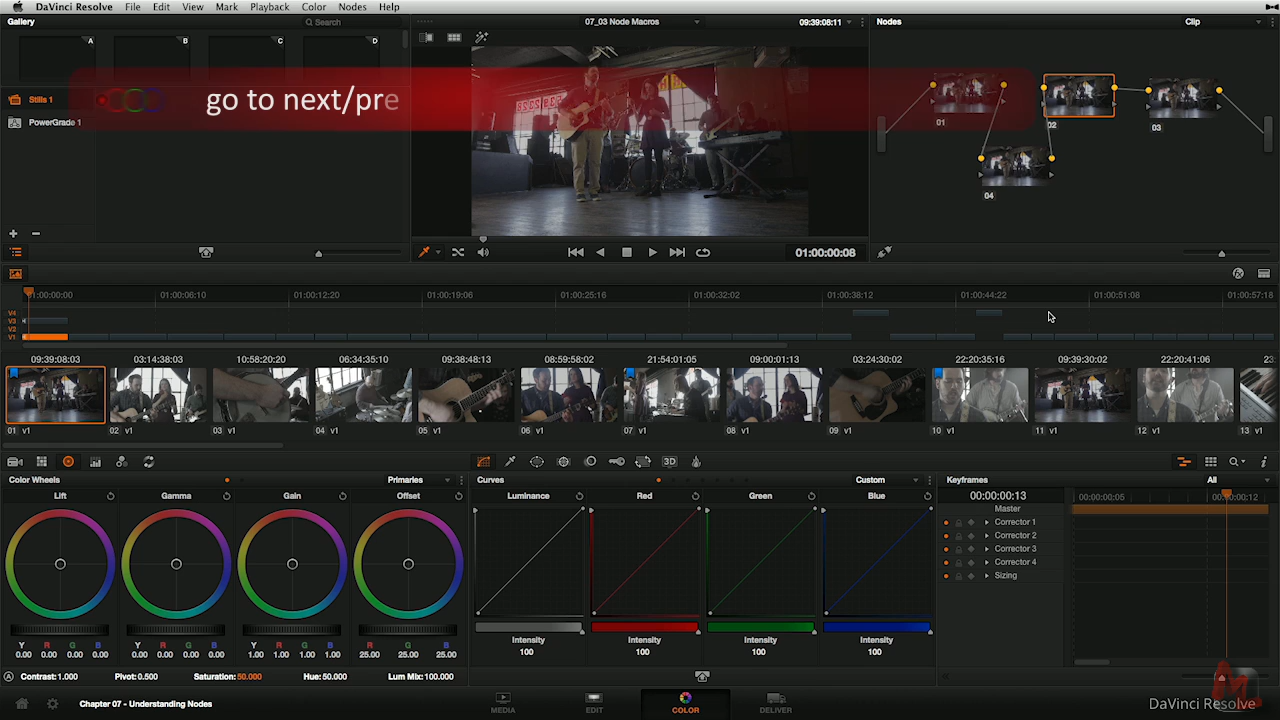 DaVinci Resolve File Edit View Mark Playback Color Nodes Help
Gallery Search 07_03 Node Macros 09:39:08:11 Nodes Clip
A B C D
Stills 1
go to next/pre
PowerGrade 1
01 02 03
04
01:00:00:08
01:00:00:00 01:00:06:10 01:00:12:20 01:00:19:06 01:00:25:16 01:00:32:02 01:00:38:12 01:00:44:22 01:00:51:08 01:00:57:18
V4
V3
V2
V1
09:39:08:03 03:14:38:03 10:58:20:20 06:34:35:10 09:38:48:13 08:59:58:02 21:54:01:05 09:00:01:13 03:24:30:02 22:20:35:16 09:39:30:02 22:20:41:06 23
01 v1 02 v1 03 v1 04 v1 05 v1 06 v1 07 v1 08 v1 09 v1 10 v1 11 v1 12 v1 13 v1
3D
Color Wheels Primaries Curves Custom Keyframes All
Lift Gamma Gain Offset Luminance Red Green Blue
00:00:00:13 00:00:00:05 00:00:00:12
Master
Corrector 1
Corrector 2
Corrector 3
Corrector 4
Sizing
Y R G B Y R G B Y R G B R G B
0.00 0.00 0.00 0.00 0.00 0.00 0.00 0.00 1.00 1.00 1.00 1.00 25.00 25.00 25.00
Intensity Intensity Intensity Intensity
100 100 100 100
A Contrast:1.000 Pivot:0.500 Saturation:50.000 Hue:50.000 Lum Mix:100.000
Chapter 07 - Understanding Nodes MEDIA EDIT COLOR DELIVER
DaVinci Resolve